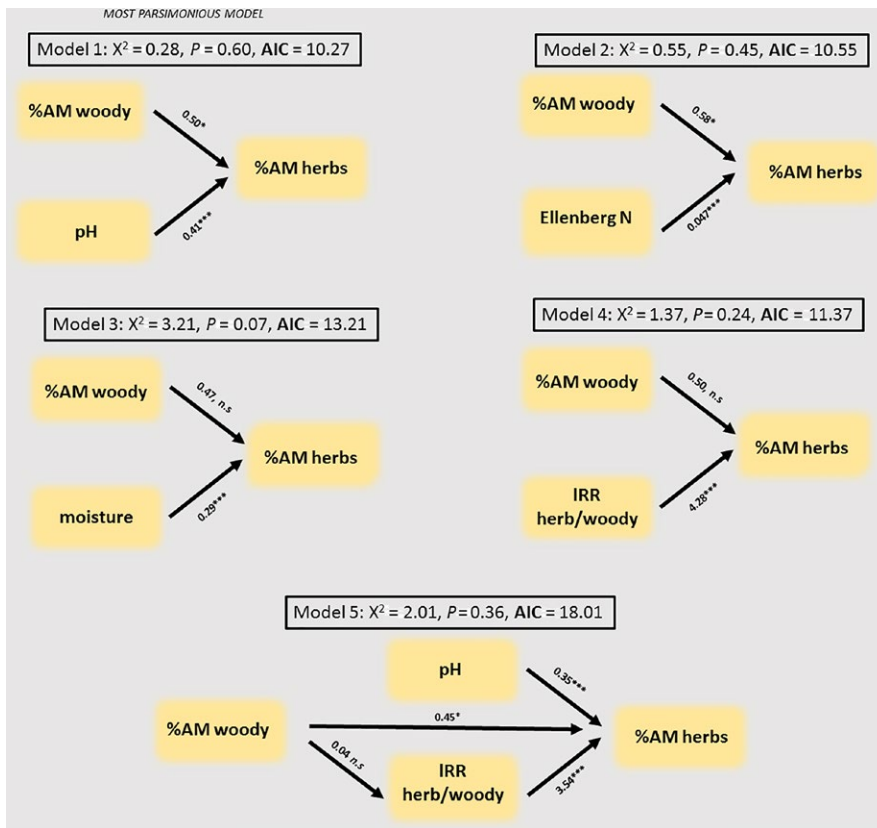 MOST PARSIMONIOUS MODEL
Model 1: X² = 0.28, P = 0.60, AIC = 10.27
%AM woody
0.50*
%AM herbs
pH
0.41***
Model 2: X² = 0.55, P = 0.45, AIC = 10.55
%AM woody
0.58*
%AM herbs
Ellenberg N
0.047***
Model 3: X² = 3.21, P = 0.07, AIC = 13.21
%AM woody
0.47, n.s
%AM herbs
moisture
0.29***
Model 4: X² = 1.37, P = 0.24, AIC = 11.37
%AM woody
0.50, n.s
%AM herbs
IRR
herb/woody
4.28***
Model 5: X² = 2.01, P = 0.36, AIC = 18.01
pH
0.35***
%AM woody
0.45*
%AM herbs
0.04 n.s
IRR
herb/woody
3.54***